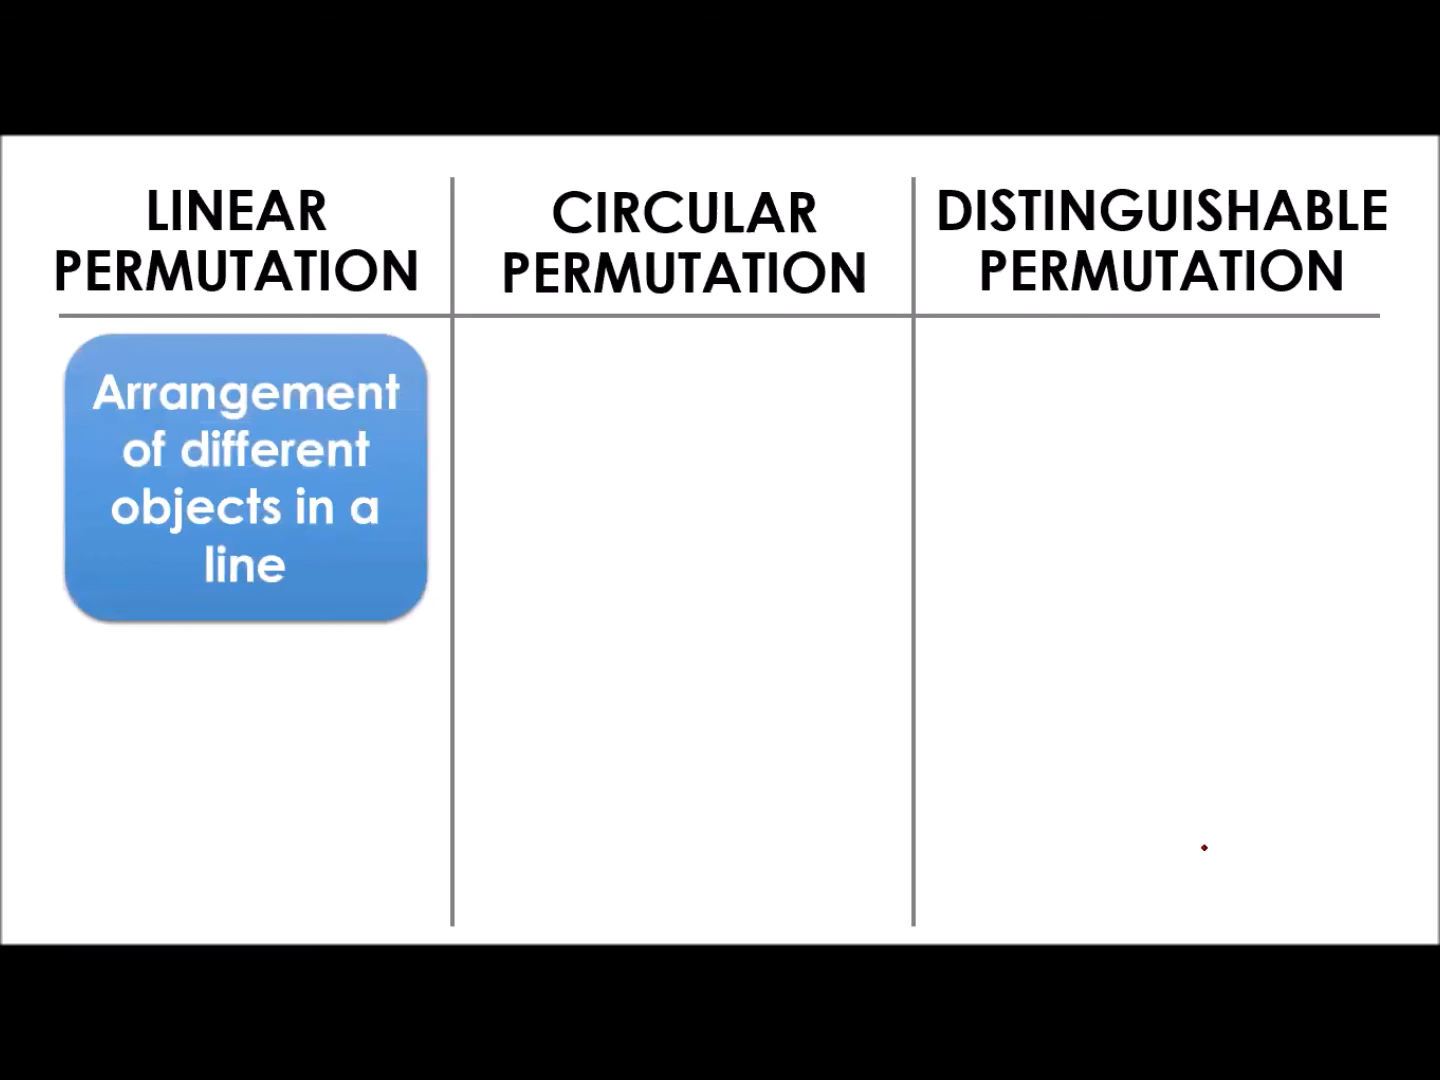 LINEAR
PERMUTATION
CIRCULAR
PERMUTATION
DISTINGUISHABLE
PERMUTATION
Arrangement
of different
objects in a
line